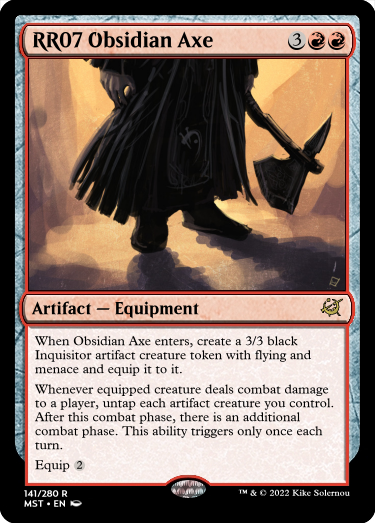 RR07 Obsidian Axe 3
Artifact — Equipment
When Obsidian Axe enters, create a 3/3 black
Inquisitor artifact creature token with flying and
menace and equip it to it.
Whenever equipped creature deals combat damage
to a player, untap each artifact creature you control.
After this combat phase, there is an additional
combat phase. This ability triggers only once each
turn.
Equip 2
141/280 R
MST • EN
™ & © 2022 Kike Solernou